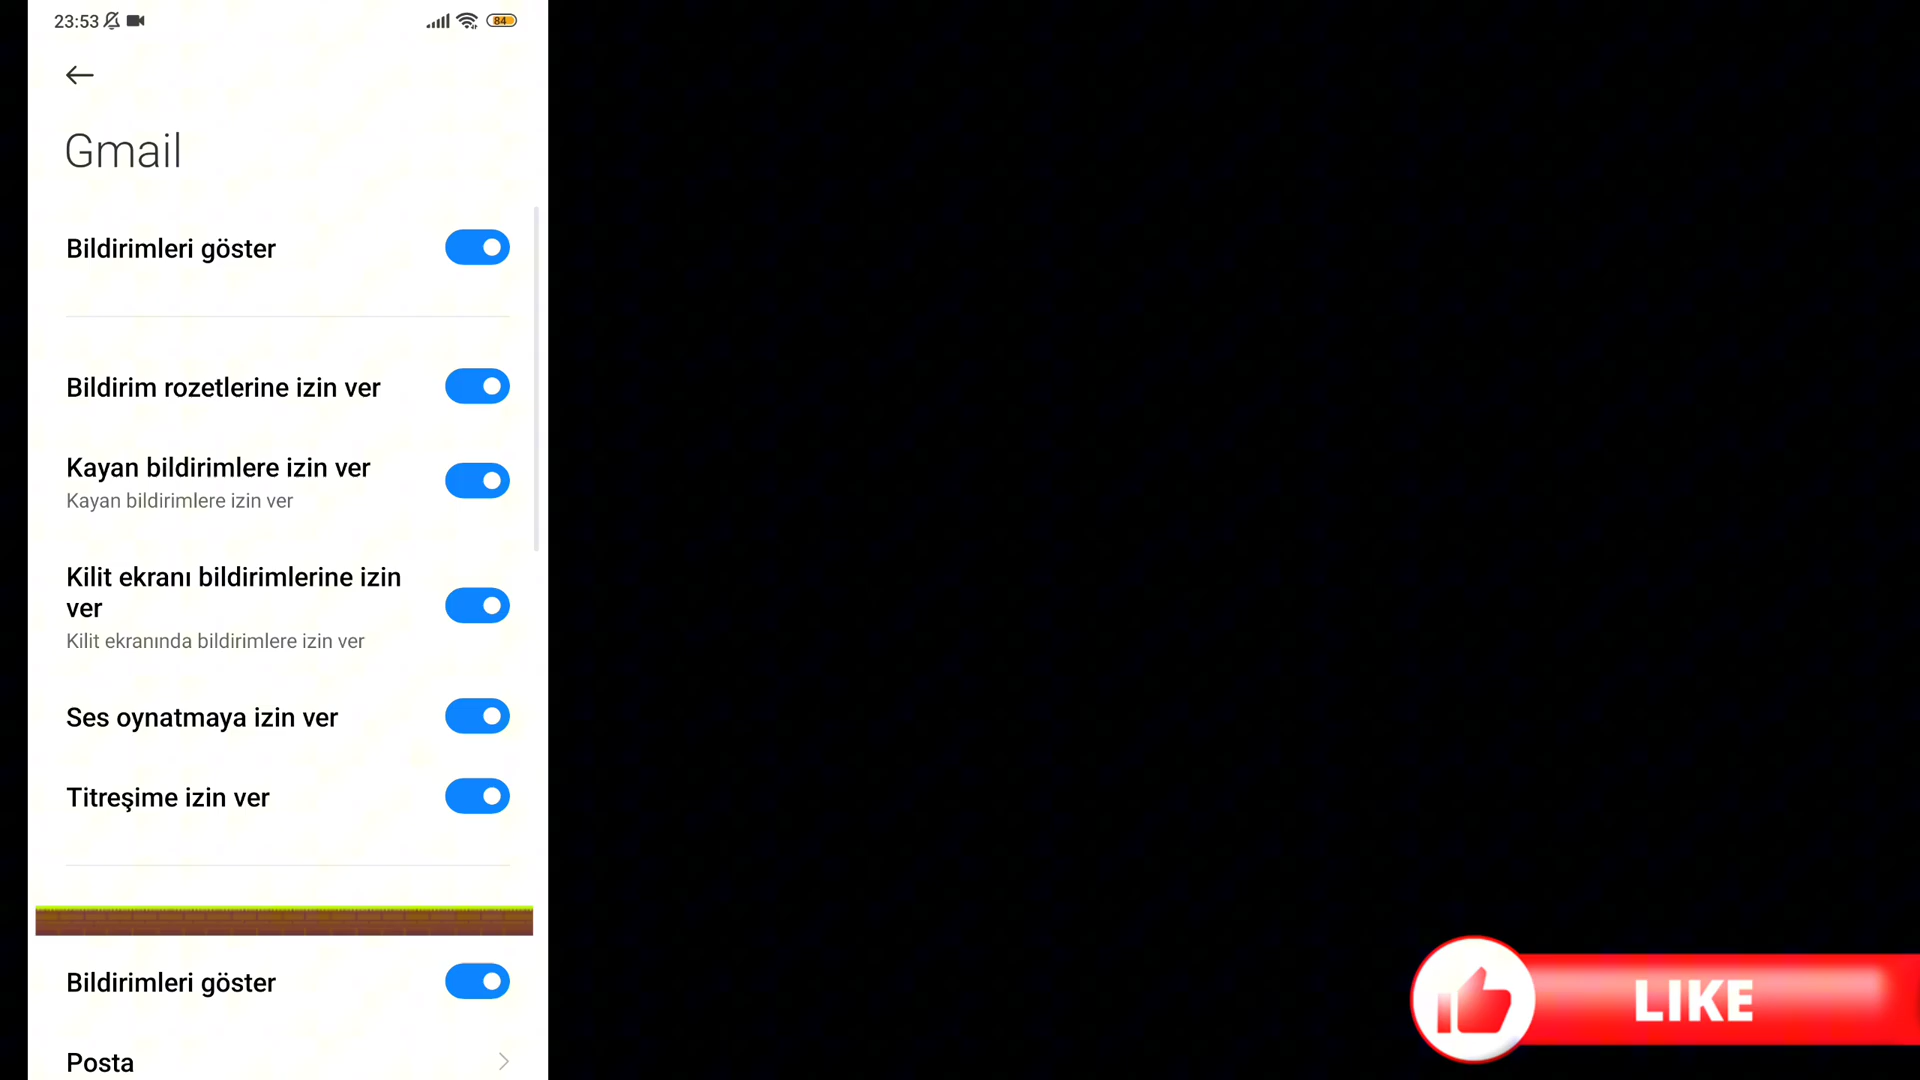 23:53
84
Gmail
Bildirimleri göster
Bildirim rozetlerine izin ver
Kayan bildirimlere izin ver
Kayan bildirimlere izin ver
Kilit ekranı bildirimlerine izin
ver
Kilit ekranında bildirimlere izin ver
Ses oynatmaya izin ver
Titreşime izin ver
Bildirimleri göster
Posta
LIKE